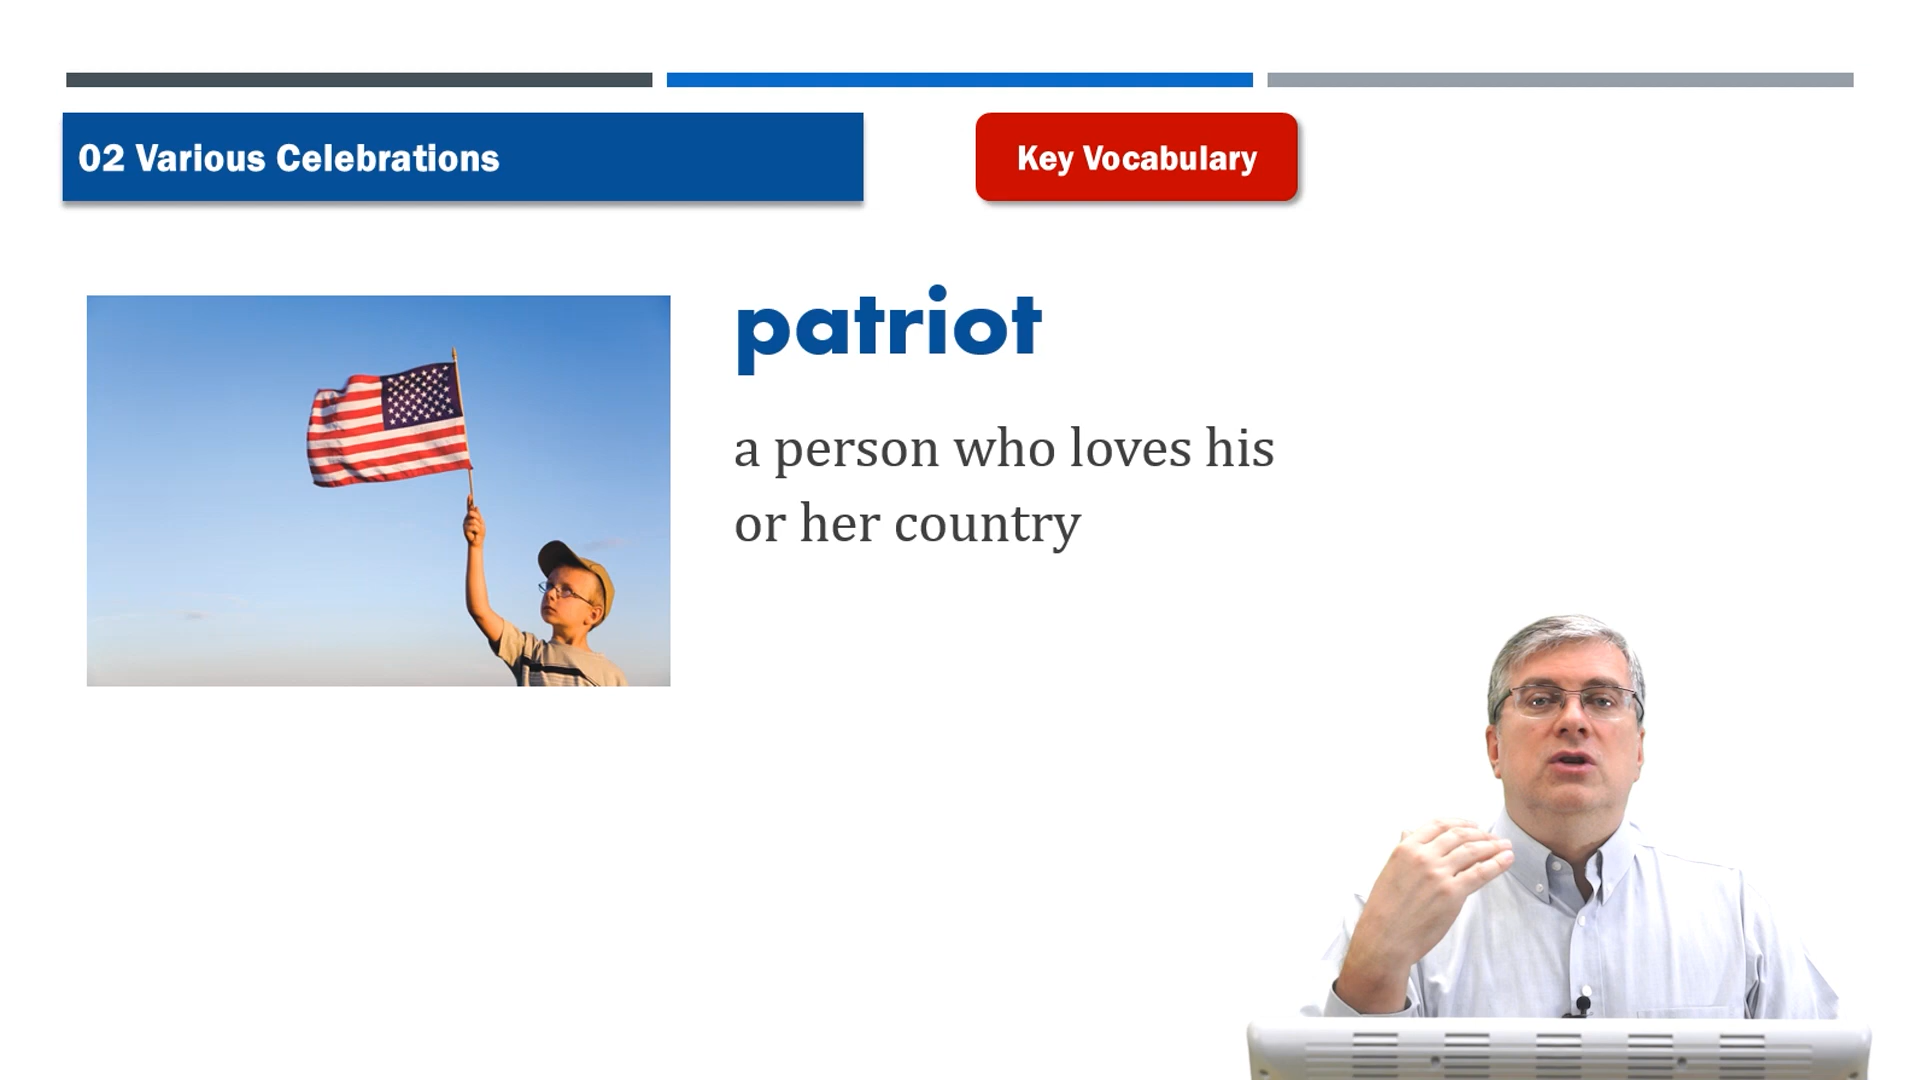 02 Various Celebrations
Key Vocabulary
patriot
a person who loves his
or her country